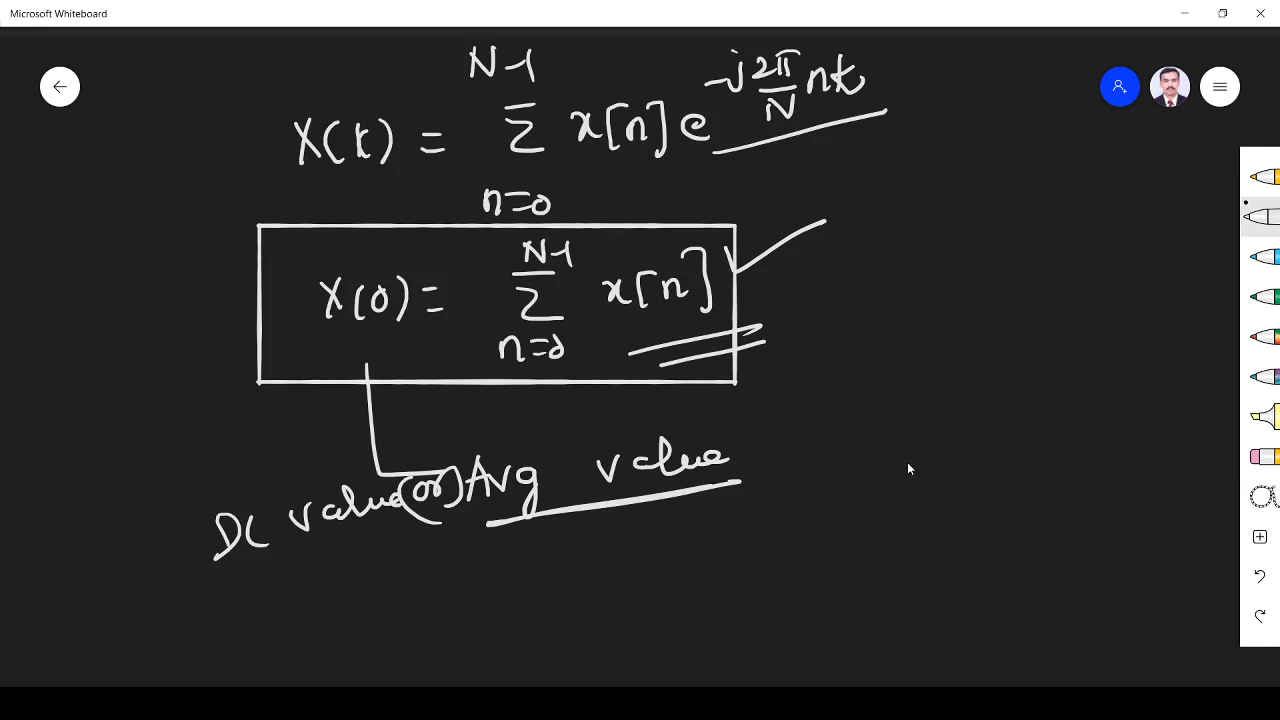 Microsoft Whiteboard
N-1
X(k) = Σ x[n] e^{-j 2π/N nk}
n=0
N-1
X(0) = Σ x[n]
n=0
DC value (or) Avg value